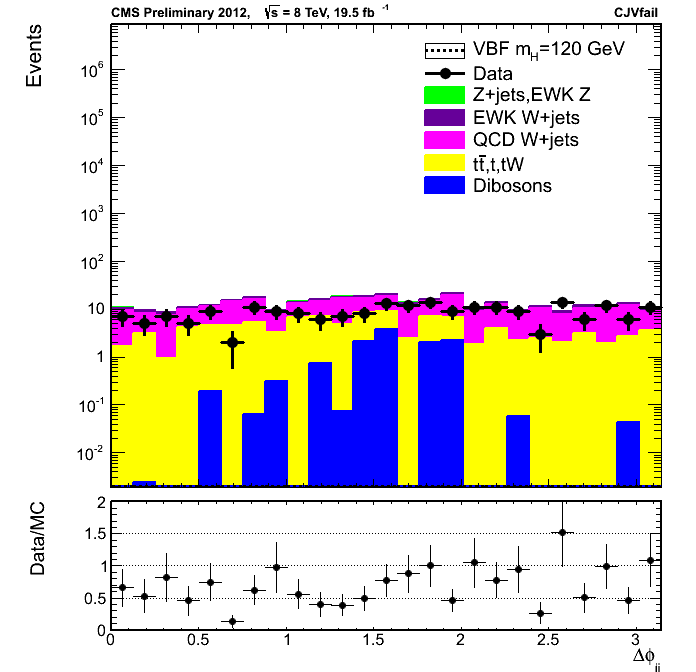 CMS Preliminary 2012, √s = 8 TeV, 19.5 fb⁻¹ CJVfail
Events
VBF m_H=120 GeV
Data
Z+jets,EWK Z
EWK W+jets
QCD W+jets
tt̄,t,tW
Dibosons
10⁶
10⁵
10⁴
10³
10²
10
1
10⁻¹
10⁻²
Data/MC
2
1.5
1
0.5
0
0 0.5 1 1.5 2 2.5 3
Δϕ_jj